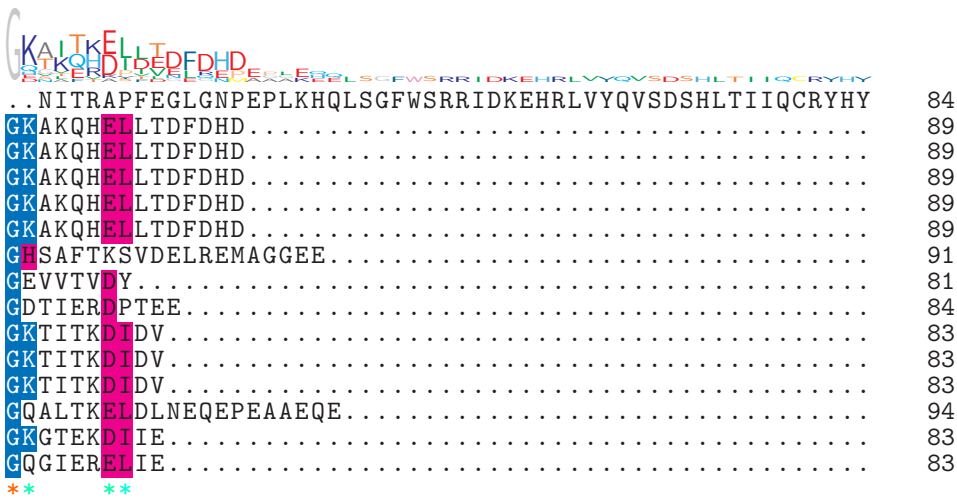 ..NITRAPFEGLGNPEPLKHQLSGFWSRRIDKEHRLVYQVSDSHLTIIQCRYHY 84
GKAKQHELLTDFDHD....................................... 89
GKAKQHELLTDFDHD....................................... 89
GKAKQHELLTDFDHD....................................... 89
GKAKQHELLTDFDHD....................................... 89
GKAKQHELLTDFDHD....................................... 89
GHSAFTKSVDELREMAGGEE.................................. 91
GEVVTVDY.............................................. 81
GDTIERDPTEE........................................... 84
GKTITKDIDV............................................ 83
GKTITKDIDV............................................ 83
GKTITKDIDV............................................ 83
GQALTKELDLNEQEPEAAEQE................................. 94
GKGTEKDIIE............................................ 83
GQGIERELIE............................................ 83
** **